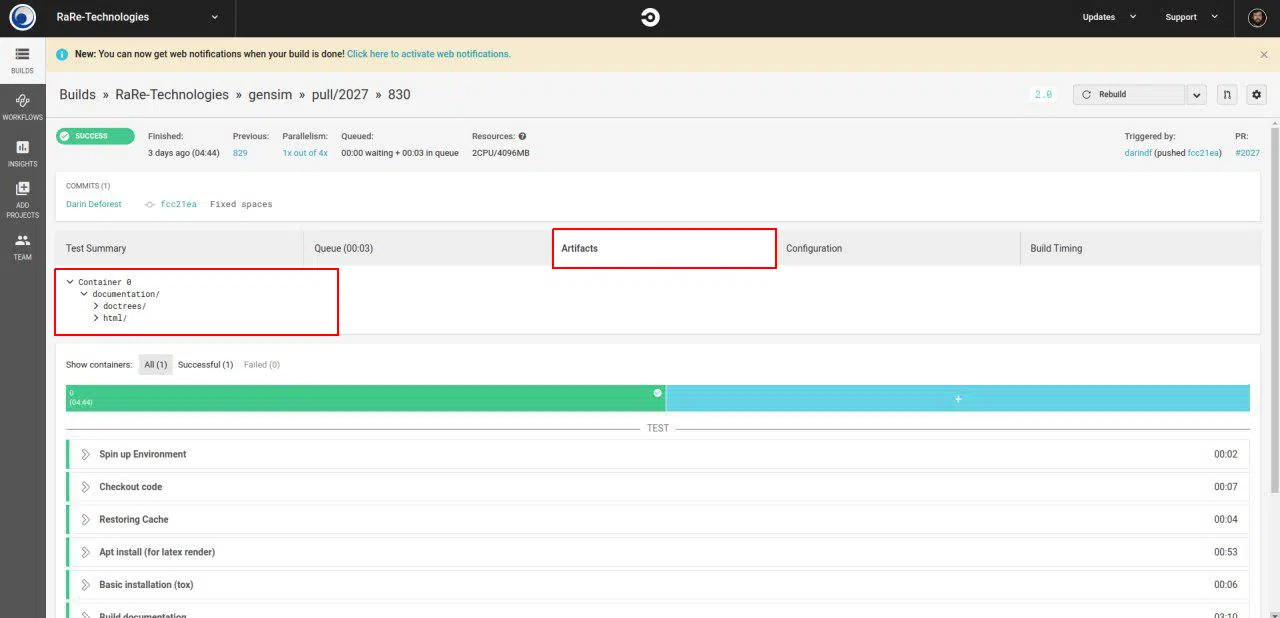 RaRe-Technologies
Updates
Support
New: You can now get web notifications when your build is done! Click here to activate web notifications.
BUILDS
WORKFLOWS
INSIGHTS
ADD
PROJECTS
TEAM
Builds » RaRe-Technologies » gensim » pull/2027 » 830
2.0
Rebuild
SUCCESS
Finished:
3 days ago (04:44)
Previous:
829
Parallelism:
1x out of 4x
Queued:
00:00 waiting + 00:03 in queue
Resources:
2CPU/4096MB
Triggered by:
darindf (pushed fcc21ea)
PR:
#2027
COMMITS (1)
Darin Deforest fcc21ea Fixed spaces
Test Summary
Queue (00:03)
Artifacts
Configuration
Build Timing
Container 0
documentation/
doctrees/
html/
Show containers: All (1) Successful (1) Failed (0)
0
(04:44)
+
TEST
Spin up Environment 00:02
Checkout code 00:07
Restoring Cache 00:04
Apt install (for latex render) 00:53
Basic installation (tox) 00:06
Build documentation 03:10